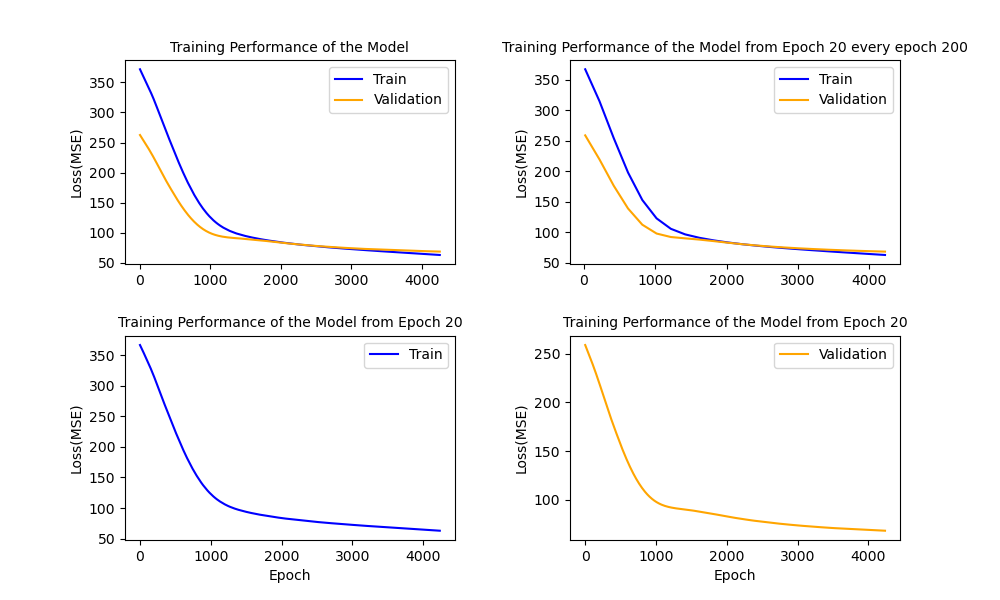 Training Performance of the Model
Loss(MSE)
350
300
250
200
150
100
50
0 1000 2000 3000 4000
Train
Validation
Training Performance of the Model from Epoch 20 every epoch 200
Loss(MSE)
350
300
250
200
150
100
50
0 1000 2000 3000 4000
Train
Validation
Training Performance of the Model from Epoch 20
Loss(MSE)
350
300
250
200
150
100
50
0 1000 2000 3000 4000
Epoch
Train
Training Performance of the Model from Epoch 20
Loss(MSE)
250
200
150
100
0 1000 2000 3000 4000
Epoch
Validation